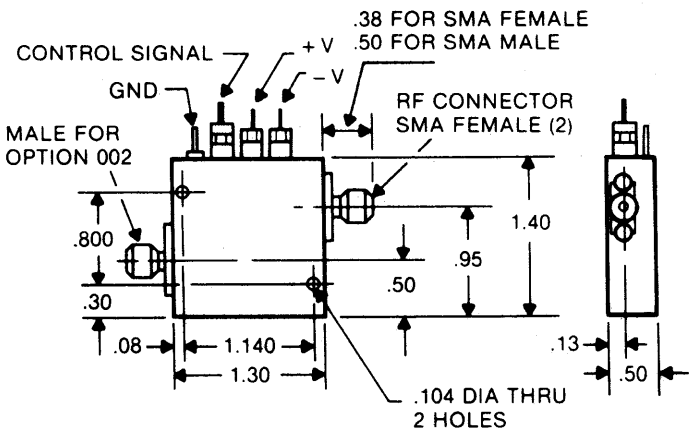 .38 FOR SMA FEMALE
.50 FOR SMA MALE
CONTROL SIGNAL
+V
-V
GND
RF CONNECTOR
SMA FEMALE (2)
MALE FOR
OPTION 002
1.40
.800
.95
.50
.30
.08
1.140
.13
1.30
.50
.104 DIA THRU
2 HOLES